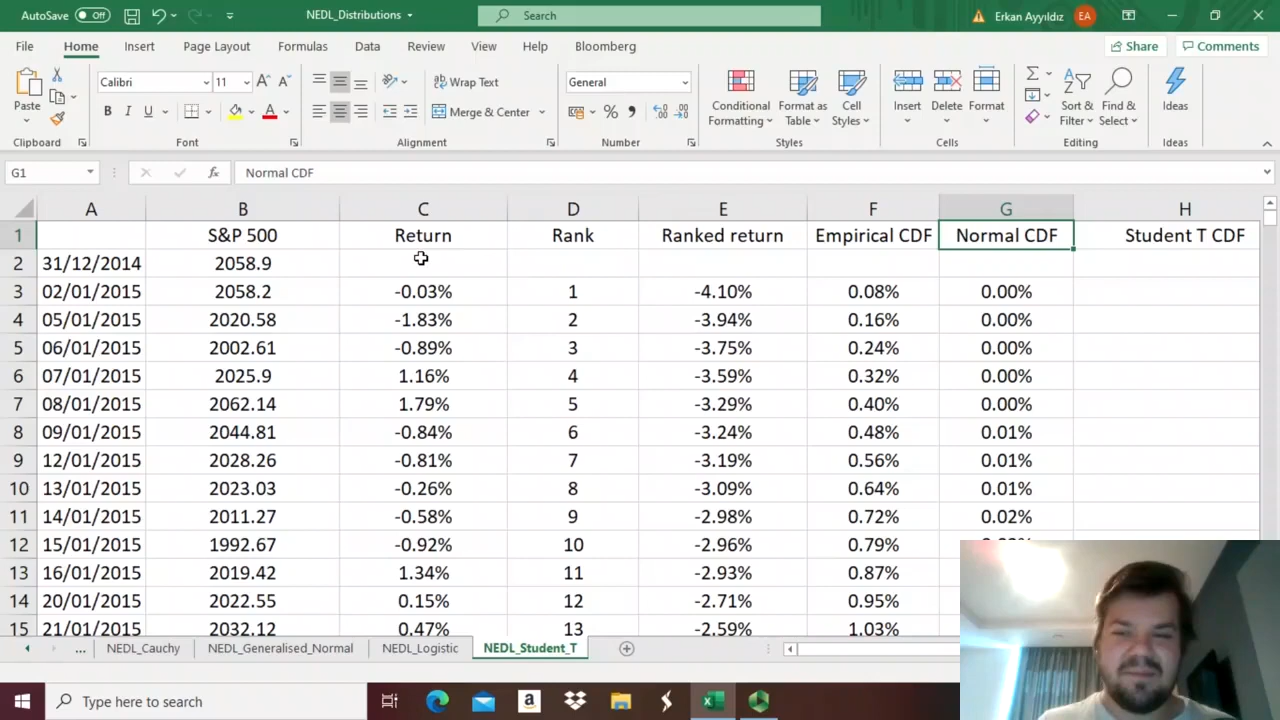 AutoSave Off NEDL_Distributions Search Erkan Ayyıldız EA
File Home Insert Page Layout Formulas Data Review View Help Bloomberg Share Comments
Paste Calibri 11 A A Wrap Text General Conditional Formatting Format as Table Cell Styles Insert Delete Format Sort & Filter Find & Select Ideas
B I U A Merge & Center % ,
Clipboard Font Alignment Number Styles Cells Editing Ideas
G1 fx Normal CDF
A B C D E F G H
1 S&P 500 Return Rank Ranked return Empirical CDF Normal CDF Student T CDF
2 31/12/2014 2058.9
3 02/01/2015 2058.2 -0.03% 1 -4.10% 0.08% 0.00%
4 05/01/2015 2020.58 -1.83% 2 -3.94% 0.16% 0.00%
5 06/01/2015 2002.61 -0.89% 3 -3.75% 0.24% 0.00%
6 07/01/2015 2025.9 1.16% 4 -3.59% 0.32% 0.00%
7 08/01/2015 2062.14 1.79% 5 -3.29% 0.40% 0.00%
8 09/01/2015 2044.81 -0.84% 6 -3.24% 0.48% 0.01%
9 12/01/2015 2028.26 -0.81% 7 -3.19% 0.56% 0.01%
10 13/01/2015 2023.03 -0.26% 8 -3.09% 0.64% 0.01%
11 14/01/2015 2011.27 -0.58% 9 -2.98% 0.72% 0.02%
12 15/01/2015 1992.67 -0.92% 10 -2.96% 0.79%
13 16/01/2015 2019.42 1.34% 11 -2.93% 0.87%
14 20/01/2015 2022.55 0.15% 12 -2.71% 0.95%
15 21/01/2015 2032.12 0.47% 13 -2.59% 1.03%
... NEDL_Cauchy NEDL_Generalised_Normal NEDL_Logistic NEDL_Student_T
Type here to search